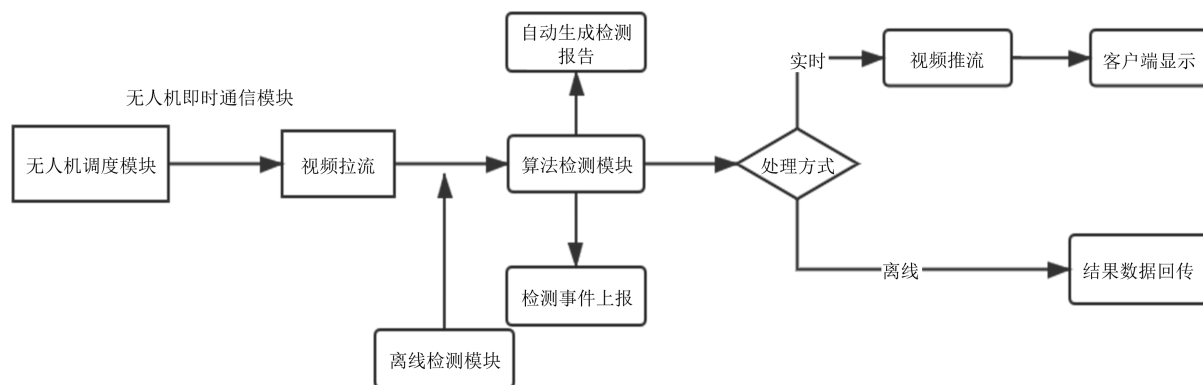 自动生成检测
报告
实时
视频推流
客户端显示
无人机即时通信模块
无人机调度模块
视频拉流
算法检测模块
处理方式
检测事件上报
离线
结果数据回传
离线检测模块